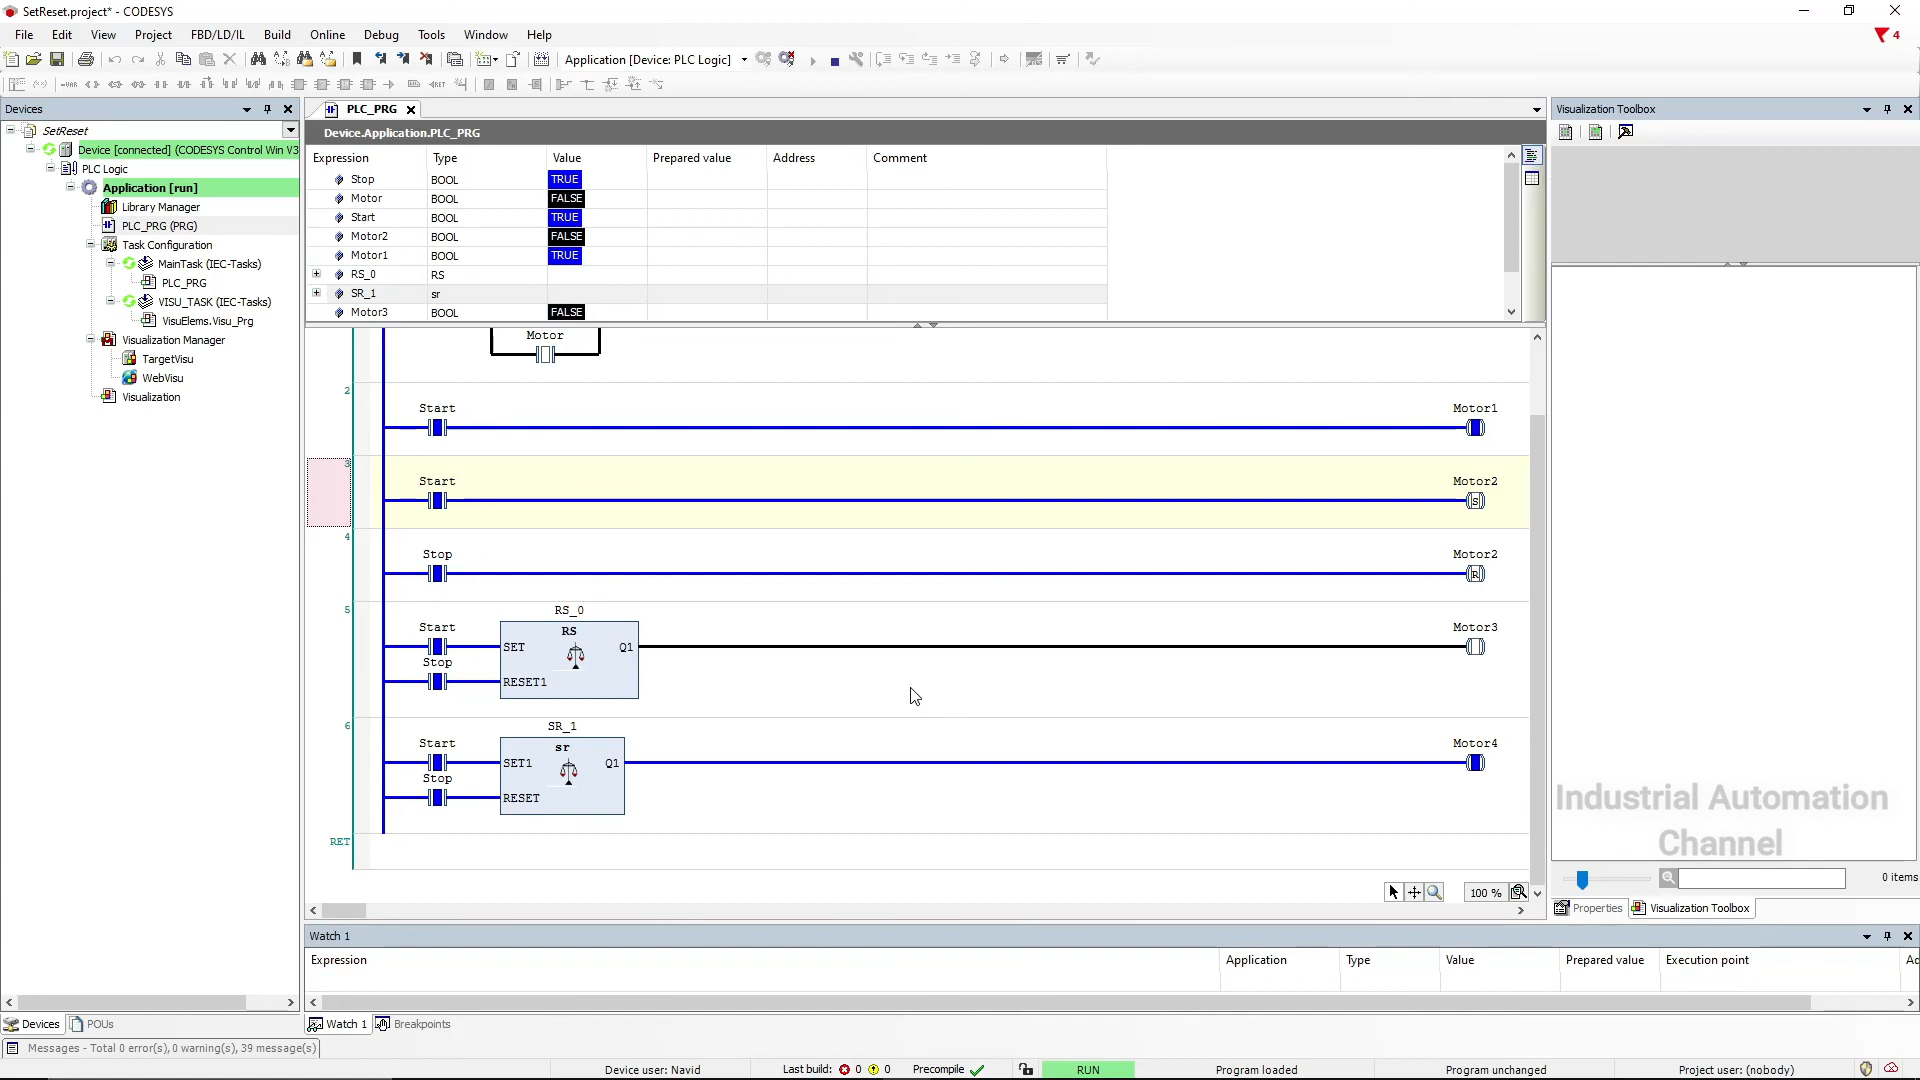 SetReset.project* - CODESYS
File Edit View Project FBD/LD/IL Build Online Debug Tools Window Help
4
Application [Device: PLC Logic]
Devices
SetReset
Device [connected] (CODESYS Control Win V3
PLC Logic
Application [run]
Library Manager
PLC_PRG (PRG)
Task Configuration
MainTask (IEC-Tasks)
PLC_PRG
VISU_TASK (IEC-Tasks)
VisuElems.Visu_Prg
Visualization Manager
TargetVisu
WebVisu
Visualization
Devices POUs
PLC_PRG
Device.Application.PLC_PRG
Expression Type Value Prepared value Address Comment
Stop BOOL TRUE
Motor BOOL FALSE
Start BOOL TRUE
Motor2 BOOL FALSE
Motor1 BOOL TRUE
RS_0 RS
SR_1 sr
Motor3 BOOL FALSE
Motor
2
Start Motor1
3
Start Motor2
S
4
Stop Motor2
R
5
RS_0
Start RS Motor3
SET Q1
Stop
RESET1
6
SR_1
Start sr Motor4
SET1 Q1
Stop
RESET
RET
100 %
Visualization Toolbox
Industrial Automation
Channel
0 items
Properties Visualization Toolbox
Watch 1
Expression Application Type Value Prepared value Execution point Ad
Watch 1 Breakpoints
Messages - Total 0 error(s), 0 warning(s), 39 message(s)
Device user: Navid Last build: 0 0 Precompile RUN Program loaded Program unchanged Project user: (nobody)